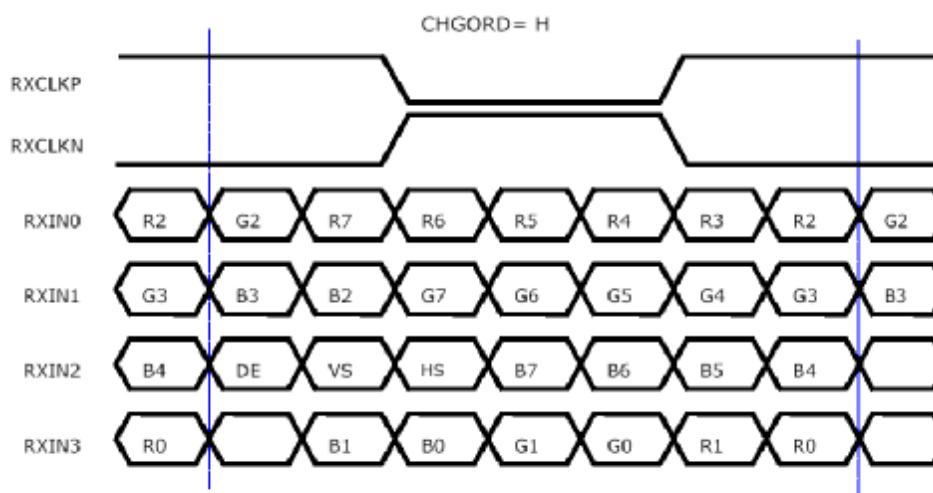 CHGORD= H
RXCLKP
RXCLKN
RXIN0 R2 G2 R7 R6 R5 R4 R3 R2 G2
RXIN1 G3 B3 B2 G7 G6 G5 G4 G3 B3
RXIN2 B4 DE VS HS B7 B6 B5 B4
RXIN3 R0 B1 B0 G1 G0 R1 R0